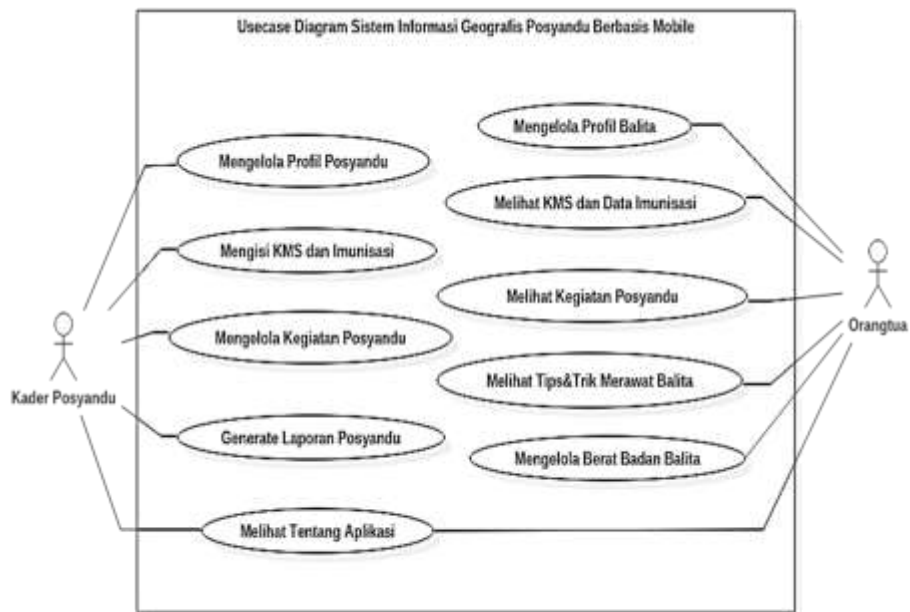 Usecase Diagram Sistem Informasi Geografis Posyandu Berbasis Mobile
Mengelola Profil Balita
Mengelola Profil Posyandu
Melihat KMS dan Data Imunisasi
Mengisi KMS dan Imunisasi
Melihat Kegiatan Posyandu
Orangtua
Mengelola Kegiatan Posyandu
Melihat Tips&Trik Merawat Balita
Kader Posyandu
Generate Laporan Posyandu
Mengelola Berat Badan Balita
Melihat Tentang Aplikasi